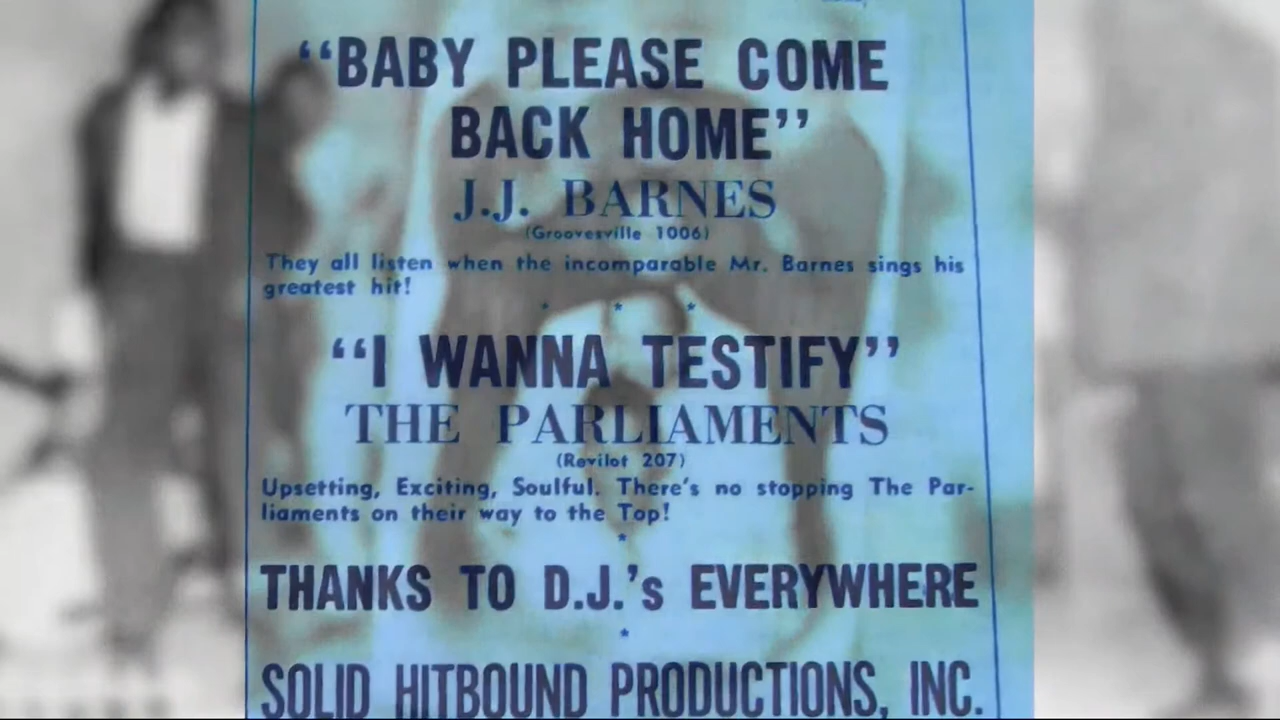 “BABY PLEASE COME
BACK HOME”
J.J. BARNES
(Groovesville 1006)
They all listen when the incomparable Mr. Barnes sings his
greatest hit!
* * *
“I WANNA TESTIFY”
THE PARLIAMENTS
(Revilot 207)
Upsetting, Exciting, Soulful. There's no stopping The Par-
liaments on their way to the Top!
*
THANKS TO D.J.'s EVERYWHERE
*
SOLID HITBOUND PRODUCTIONS, INC.